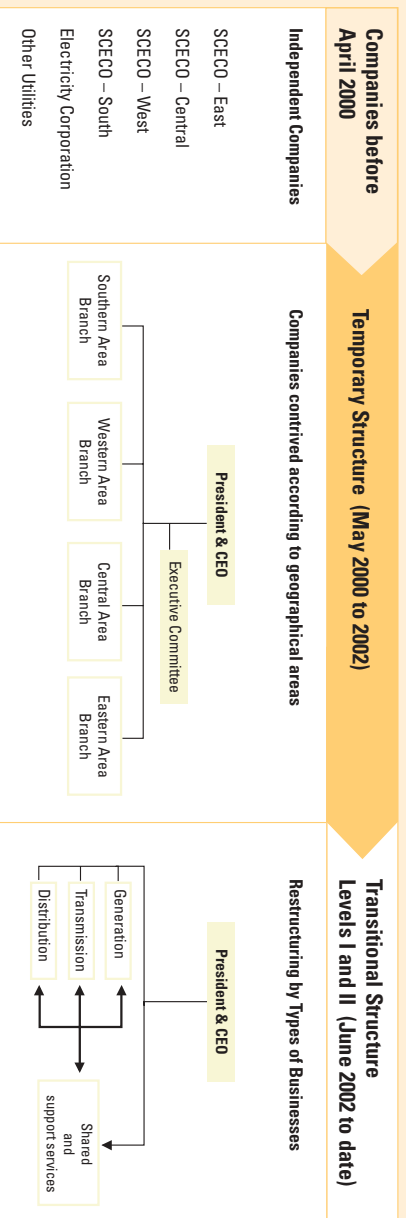 Companies before
April 2000
Temporary Structure (May 2000 to 2002)
Transitional Structure
Levels I and II (June 2002 to date)
Independent Companies
SCECO – East
SCECO – Central
SCECO – West
SCECO – South
Electricity Corporation
Other Utilities
Companies contrived according to geographical areas
President & CEO
Executive Committee
Southern Area
Branch
Western Area
Branch
Central Area
Branch
Eastern Area
Branch
Restructuring by Types of Businesses
President & CEO
Generation
Transmission
Distribution
Shared
and
support services